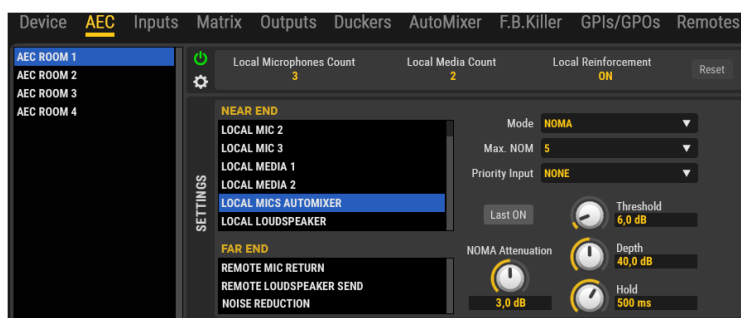 Device AEC Inputs Matrix Outputs Duckers AutoMixer F.B.Killer GPIs/GPOs Remotes
AEC ROOM 1
AEC ROOM 2
AEC ROOM 3
AEC ROOM 4
Local Microphones Count
3
Local Media Count
2
Local Reinforcement
ON
Reset
SETTINGS
NEAR END
LOCAL MIC 2
LOCAL MIC 3
LOCAL MEDIA 1
LOCAL MEDIA 2
LOCAL MICS AUTOMIXER
LOCAL LOUDSPEAKER
FAR END
REMOTE MIC RETURN
REMOTE LOUDSPEAKER SEND
NOISE REDUCTION
Mode NOMA
Max. NOM 5
Priority Input NONE
Last ON
Threshold
6,0 dB
NOMA Attenuation
3,0 dB
Depth
40,0 dB
Hold
500 ms